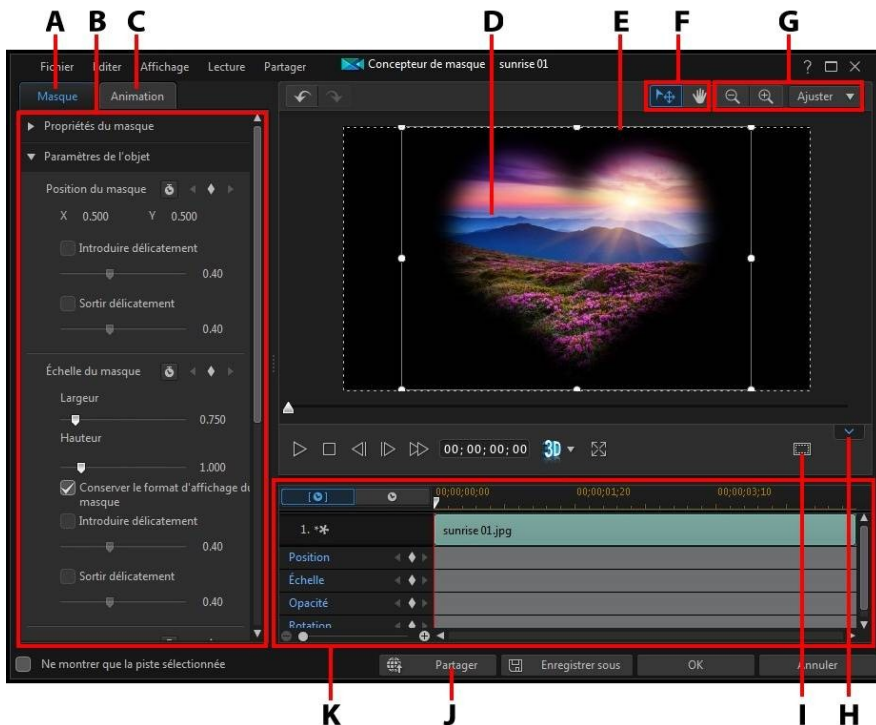 A B C D E F G
Fichier Editer Affichage Lecture Partager Concepteur de masque sunrise 01 ?
Masque Animation Ajuster
Propriétés du masque
Paramètres de l'objet
Position du masque
X 0.500 Y 0.500
Introduire délicatement
0.40
Sortir délicatement
0.40
Échelle du masque
Largeur
0.750
Hauteur
1.000
Conserver le format d'affichage du
masque
Introduire délicatement
0.40
Sortir délicatement
0.40
00;00;00;00 3D
00;00;00;00 00;00;01;20 00;00;03;10
1. sunrise 01.jpg
Position
Échelle
Opacité
Rotation
Ne montrer que la piste sélectionnée Partager Enregistrer sous OK Annuler
K J I H